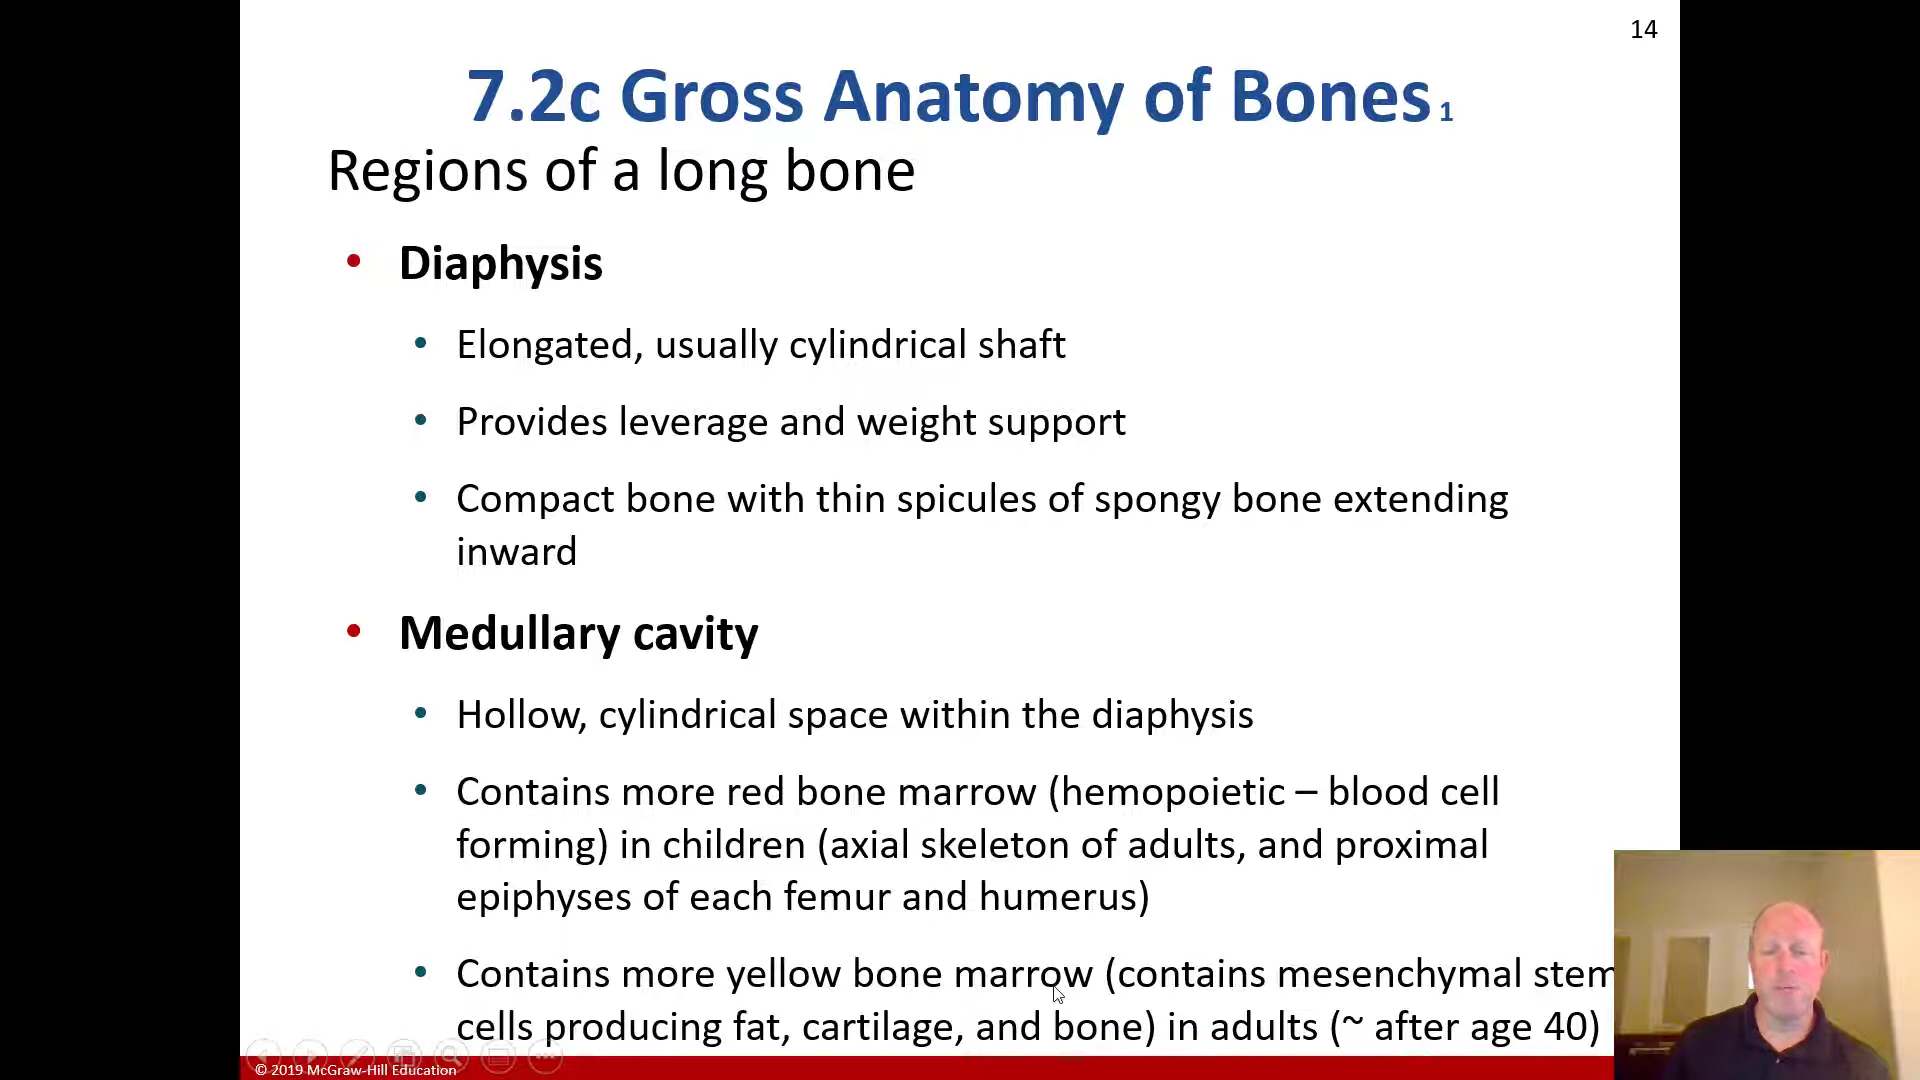 14
7.2c Gross Anatomy of Bones 1
Regions of a long bone
• Diaphysis
• Elongated, usually cylindrical shaft
• Provides leverage and weight support
• Compact bone with thin spicules of spongy bone extending
inward
• Medullary cavity
• Hollow, cylindrical space within the diaphysis
• Contains more red bone marrow (hemopoietic – blood cell
forming) in children (axial skeleton of adults, and proximal
epiphyses of each femur and humerus)
• Contains more yellow bone marrow (contains mesenchymal stem
cells producing fat, cartilage, and bone) in adults (~ after age 40)
© 2019 McGraw-Hill Education